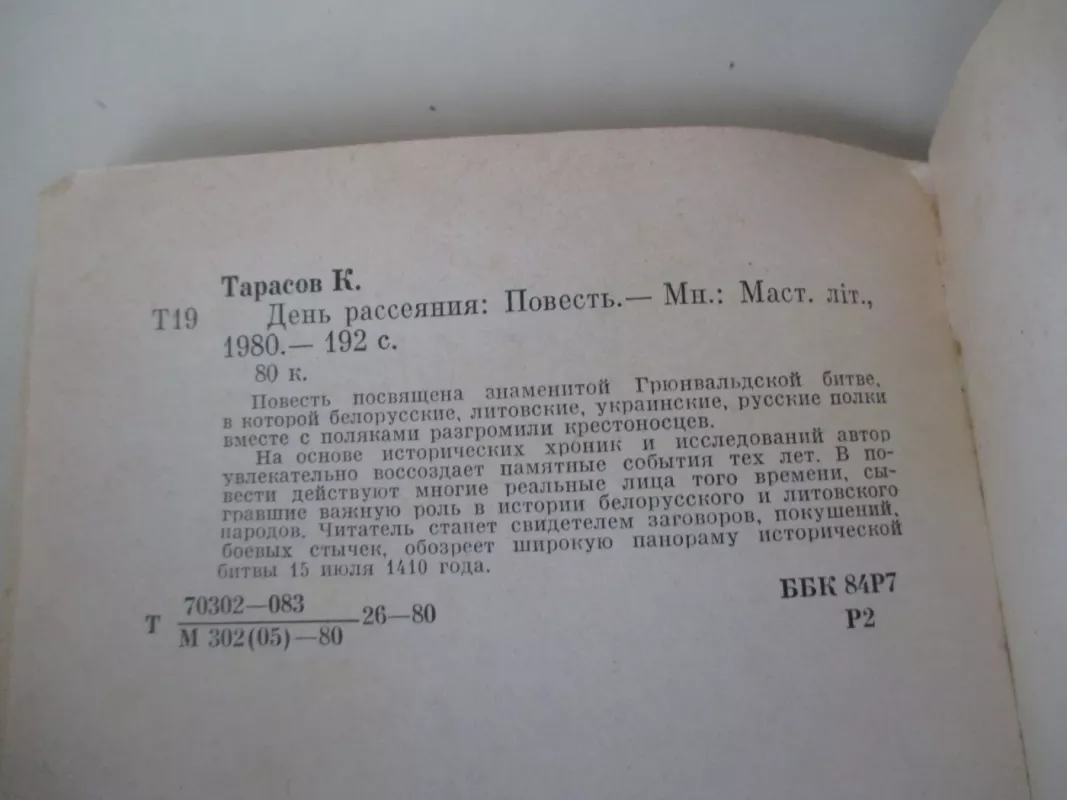 Тарасов К.
Т19 День рассеяния: Повесть.— Мн.: Маст. літ.,
1980.— 192 с.
80 к.
Повесть посвящена знаменитой Грюнвальдской битве,
в которой белорусские, литовские, украинские, русские полки
вместе с поляками разгромили крестоносцев.
На основе исторических хроник и исследований автор
увлекательно воссоздает памятные события тех лет. В по-
вести действуют многие реальные лица того времени, сы-
гравшие важную роль в истории белорусского и литовского
народов. Читатель станет свидетелем заговоров, покушений,
боевых стычек, обозреет широкую панораму исторической
битвы 15 июля 1410 года.
Т 70302—083
М 302(05)—80 26—80
ББК 84Р7
Р2